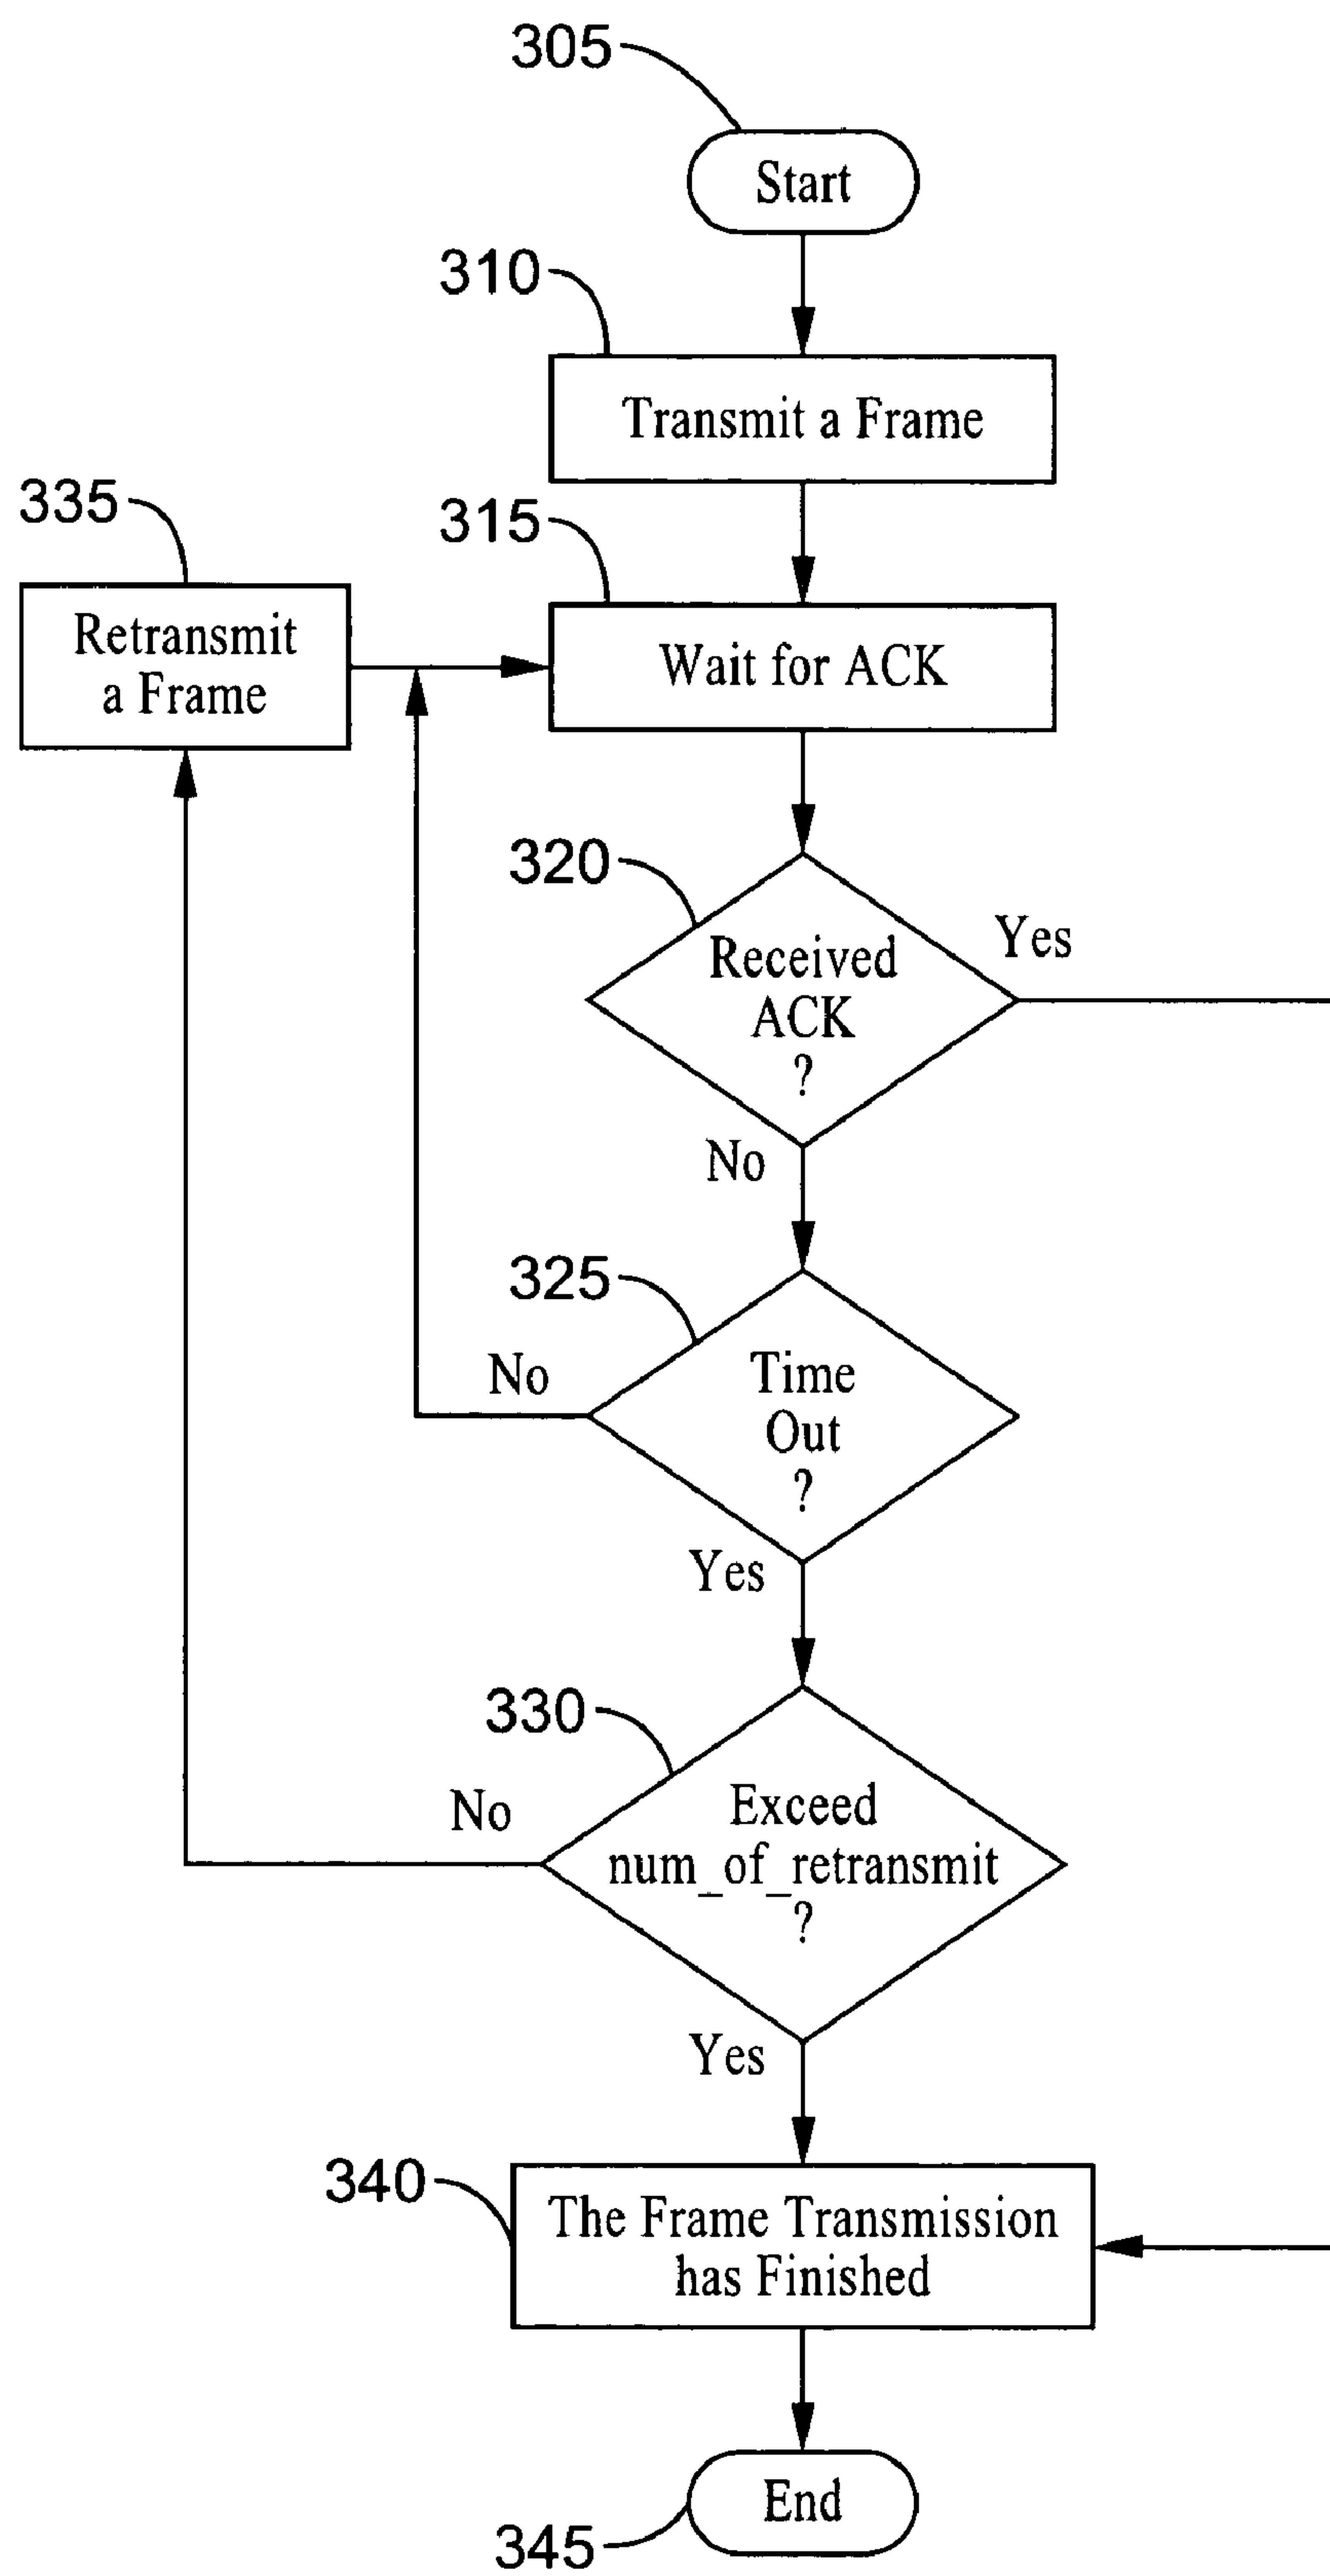 305
Start
310
Transmit a Frame
335
315
Retransmit
a Frame
Wait for ACK
320
Received
ACK
?
Yes
No
325
Time
Out
?
No
Yes
330
Exceed
num_of_retransmit
?
No
Yes
340
The Frame Transmission
has Finished
End
345